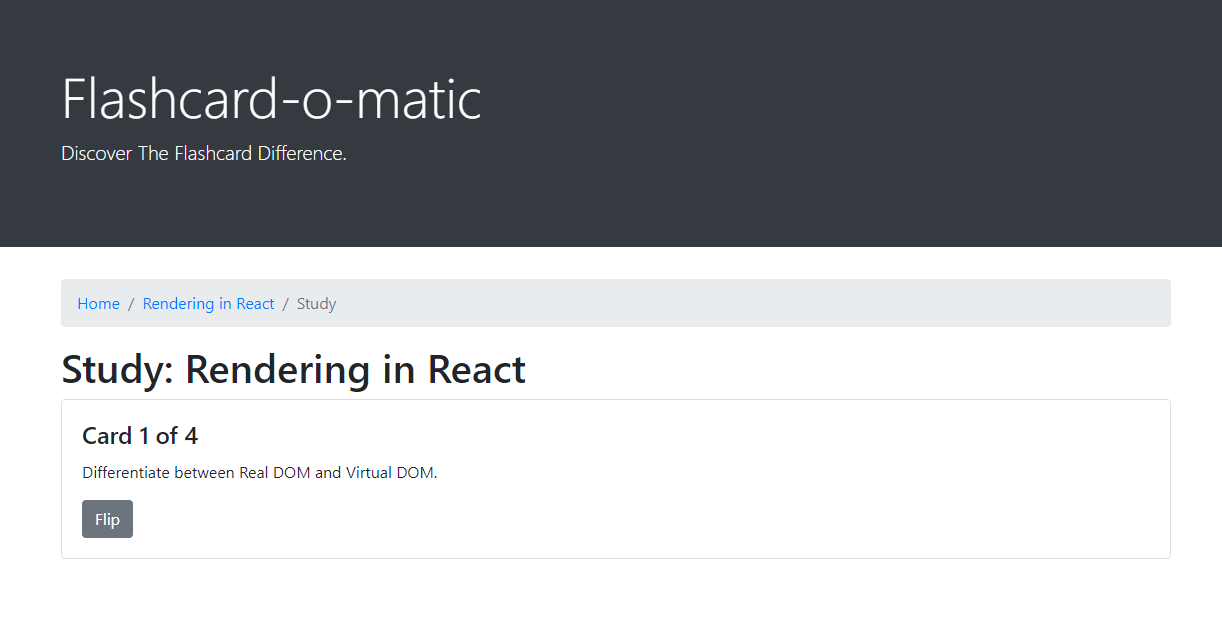 Flashcard-o-matic
Discover The Flashcard Difference.
Home / Rendering in React / Study
Study: Rendering in React
Card 1 of 4
Differentiate between Real DOM and Virtual DOM.
Flip